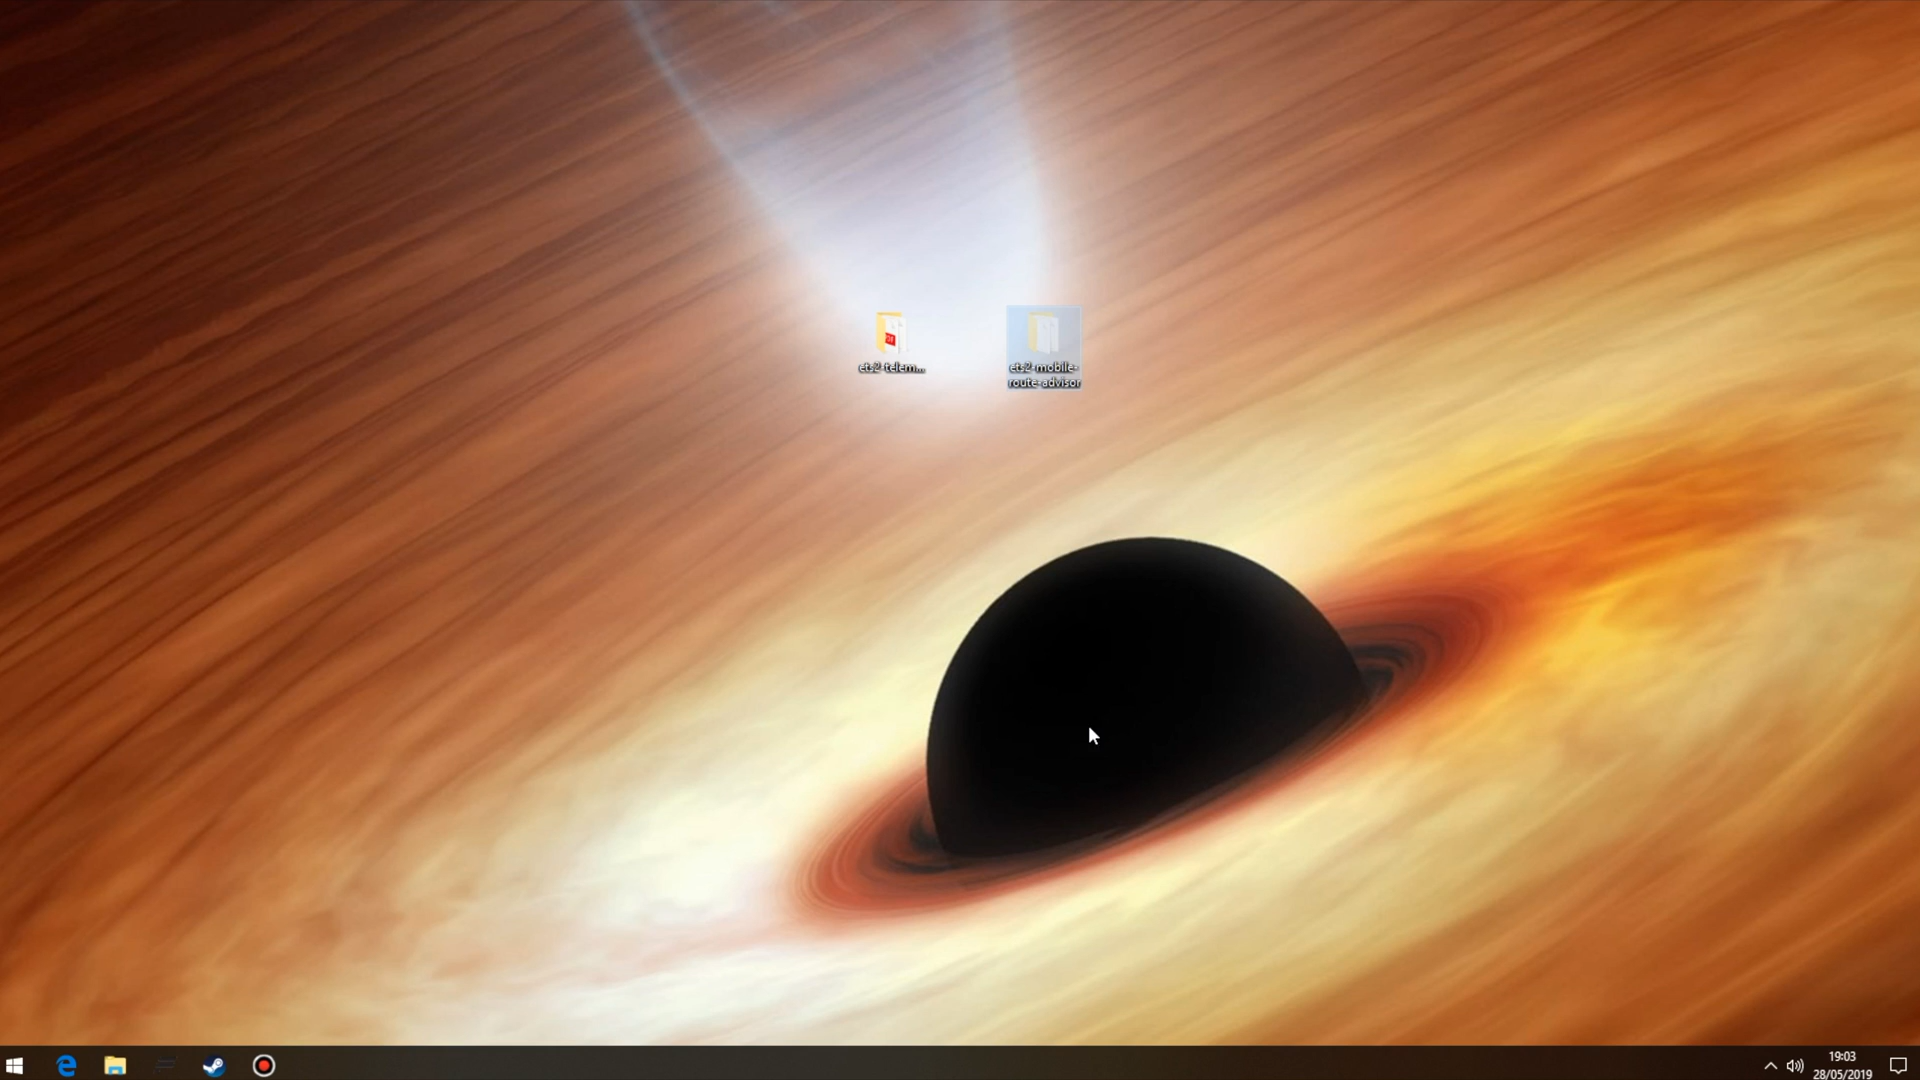 ets2-telem...
ets2-mobile-
route-advisor
19:03
28/05/2019